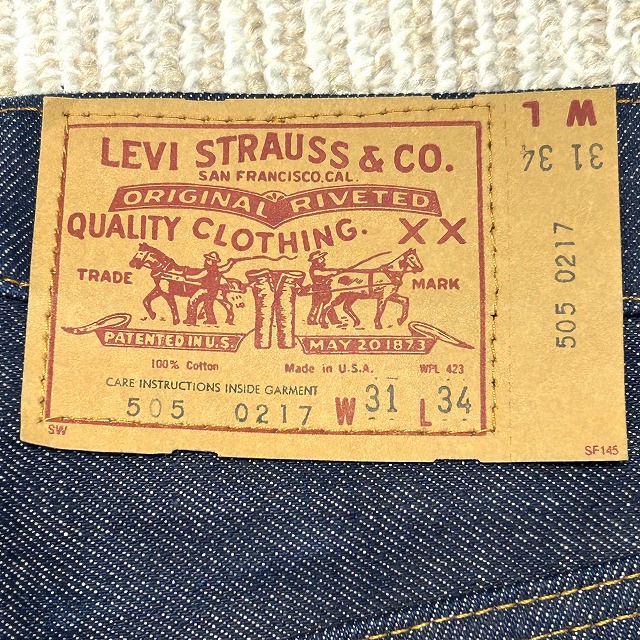 LEVI STRAUSS & CO.
SAN FRANCISCO, CAL.
ORIGINAL RIVETED
QUALITY CLOTHING. XX
TRADE MARK
PATENTED IN U.S. MAY 20 1873
100% Cotton Made in U.S.A. WPL 423
CARE INSTRUCTIONS INSIDE GARMENT
505 0217 W 31 L 34
SW
W L
31 34
505 0217
SF145